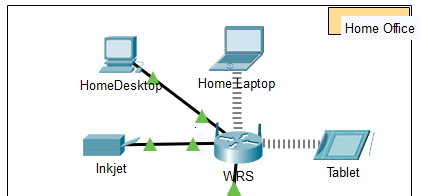 Home Office
HomeDesktop
Home Laptop
Inkjet
WRS
Tablet